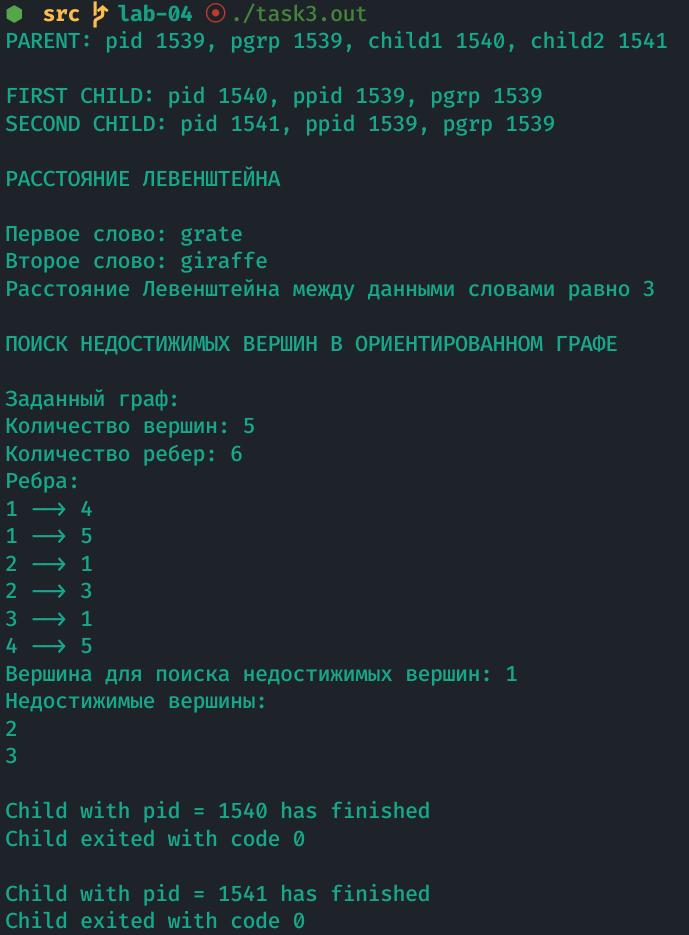 src lab-04 ./task3.out
PARENT: pid 1539, pgrp 1539, child1 1540, child2 1541
FIRST CHILD: pid 1540, ppid 1539, pgrp 1539
SECOND CHILD: pid 1541, ppid 1539, pgrp 1539
РАССТОЯНИЕ ЛЕВЕНШТЕЙНА
Первое слово: grate
Второе слово: giraffe
Расстояние Левенштейна между данными словами равно 3
ПОИСК НЕДОСТИЖИМЫХ ВЕРШИН В ОРИЕНТИРОВАННОМ ГРАФЕ
Заданный граф:
Количество вершин: 5
Количество ребер: 6
Ребра:
1 ──> 4
1 ──> 5
2 ──> 1
2 ──> 3
3 ──> 1
4 ──> 5
Вершина для поиска недостижимых вершин: 1
Недостижимые вершины:
2
3
Child with pid = 1540 has finished
Child exited with code 0
Child with pid = 1541 has finished
Child exited with code 0